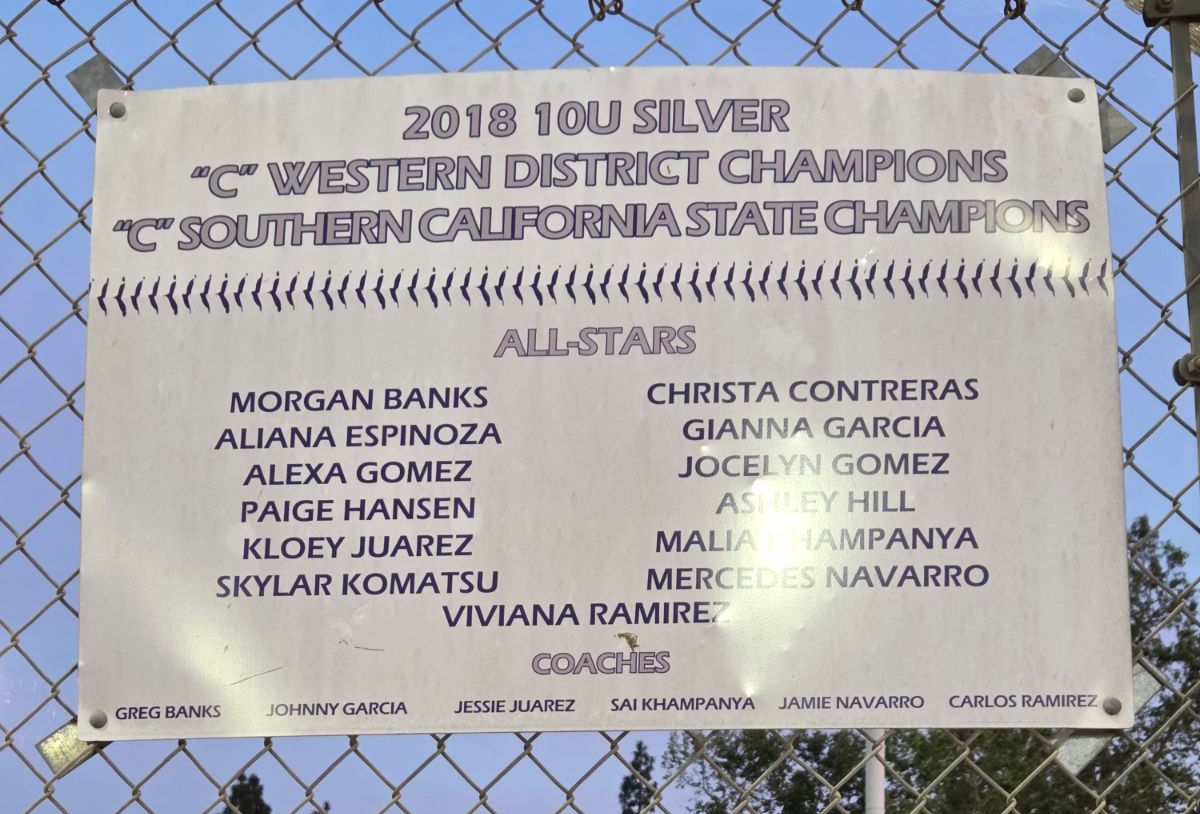 2018 10U SILVER
"C" WESTERN DISTRICT CHAMPIONS
"C" SOUTHERN CALIFORNIA STATE CHAMPIONS
ALL-STARS
MORGAN BANKS
ALIANA ESPINOZA
ALEXA GOMEZ
PAIGE HANSEN
KLOEY JUAREZ
SKYLAR KOMATSU
CHRISTA CONTRERAS
GIANNA GARCIA
JOCELYN GOMEZ
ASHLEY HILL
MALIA KHAMPANYA
MERCEDES NAVARRO
VIVIANA RAMIREZ
COACHES
GREG BANKS JOHNNY GARCIA JESSIE JUAREZ SAI KHAMPANYA JAMIE NAVARRO CARLOS RAMIREZ